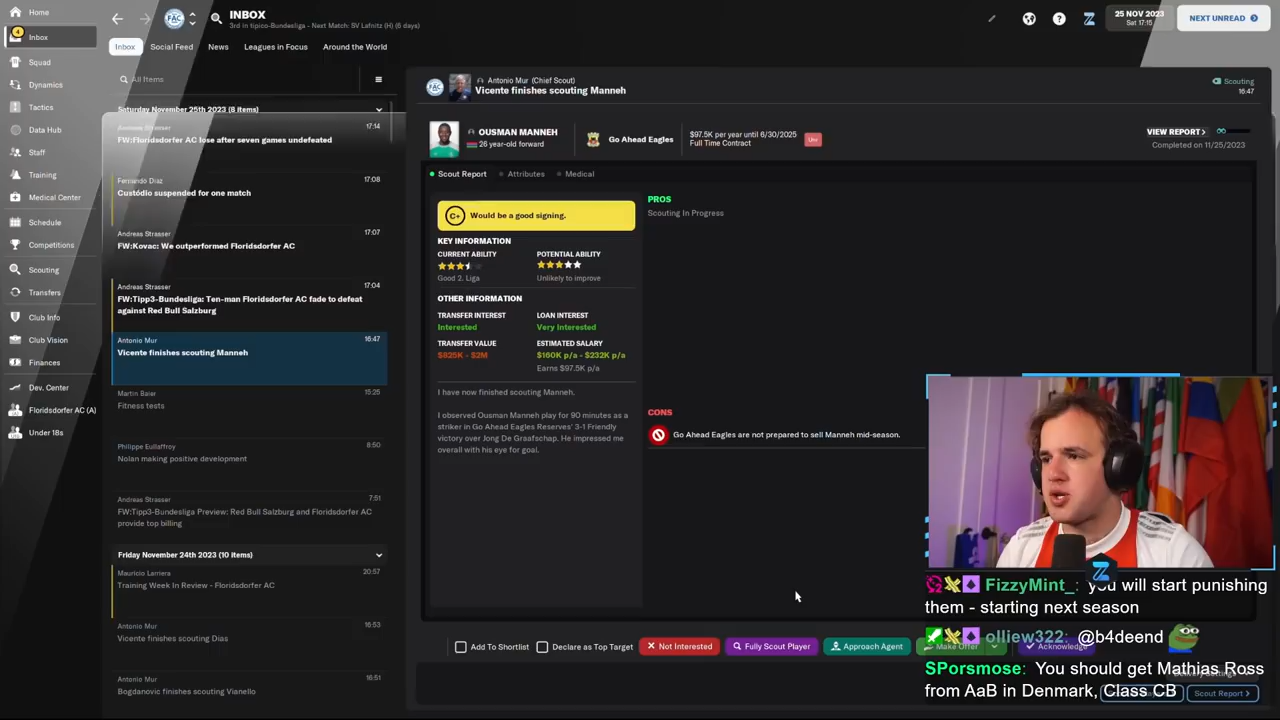 Home
Inbox
4
Squad
Dynamics
Tactics
Data Hub
Staff
Training
Medical Center
Schedule
Competitions
Scouting
Transfers
Club Info
Club Vision
Finances
Dev. Center
Floridsdorfer AC (A)
Under 18s
INBOX
3rd in tipico-Bundesliga - Next Match: SV Lafnitz (H) (6 days)
25 NOV 2023
Sat 17:15
NEXT UNREAD
Inbox
Social Feed
News
Leagues in Focus
Around the World
All Items
Saturday November 25th 2023 (8 items)
Andreas Strasser
17:14
FW:Floridsdorfer AC lose after seven games undefeated
Fernando Diaz
17:08
Custódio suspended for one match
Andreas Strasser
17:07
FW:Kovac: We outperformed Floridsdorfer AC
Andreas Strasser
17:04
FW:Tipp3-Bundesliga: Ten-man Floridsdorfer AC fade to defeat
against Red Bull Salzburg
Antonio Mur
16:47
Vicente finishes scouting Manneh
Martin Baier
15:25
Fitness tests
Philippe Eullaffroy
8:50
Nolan making positive development
Andreas Strasser
7:51
FW:Tipp3-Bundesliga Preview: Red Bull Salzburg and Floridsdorfer AC
provide top billing
Friday November 24th 2023 (10 items)
Mauricio Larriera
20:57
Training Week In Review - Floridsdorfer AC
Antonio Mur
16:53
Vicente finishes scouting Dias
Antonio Mur
16:51
Bogdanovic finishes scouting Vianello
Antonio Mur (Chief Scout)
Vicente finishes scouting Manneh
Scouting
16:47
OUSMAN MANNEH
26 year-old forward
Go Ahead Eagles
$97.5K per year until 6/30/2025
Full Time Contract
VIEW REPORT
Completed on 11/25/2023
Scout Report
Attributes
Medical
C+
Would be a good signing.
KEY INFORMATION
CURRENT ABILITY
POTENTIAL ABILITY
Good 2. Liga
Unlikely to improve
OTHER INFORMATION
TRANSFER INTEREST
LOAN INTEREST
Interested
Very Interested
TRANSFER VALUE
ESTIMATED SALARY
$825K - $2M
$160K p/a - $232K p/a
Earns $97.5K p/a
I have now finished scouting Manneh.
I observed Ousman Manneh play for 90 minutes as a
striker in Go Ahead Eagles Reserves' 3-1 Friendly
victory over Jong De Graafschap. He impressed me
overall with his eye for goal.
PROS
Scouting In Progress
CONS
Go Ahead Eagles are not prepared to sell Manneh mid-season.
Add To Shortlist
Declare as Top Target
Not Interested
Fully Scout Player
Approach Agent
Make Offer
Acknowledge
Scout Report
FizzyMint_: you will start punishing
them - starting next season
olliew322: @b4deend
SPorsmose: You should get Mathias Ross
from AaB in Denmark, Class CB